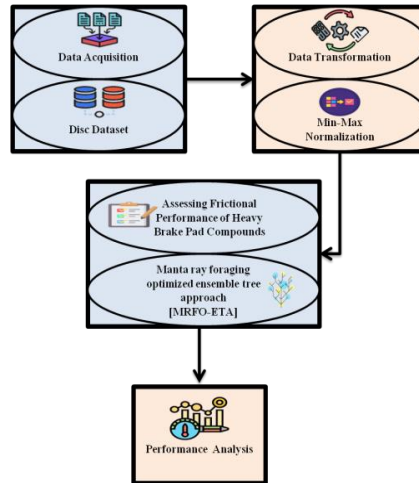 Data Acquisition
Disc Dataset
Data Transformation
Min-Max
Normalization
Assessing Frictional
Performance of Heavy
Brake Pad Compounds
Manta ray foraging
optimized ensemble tree
approach
[MRFO-ETA]
Performance Analysis